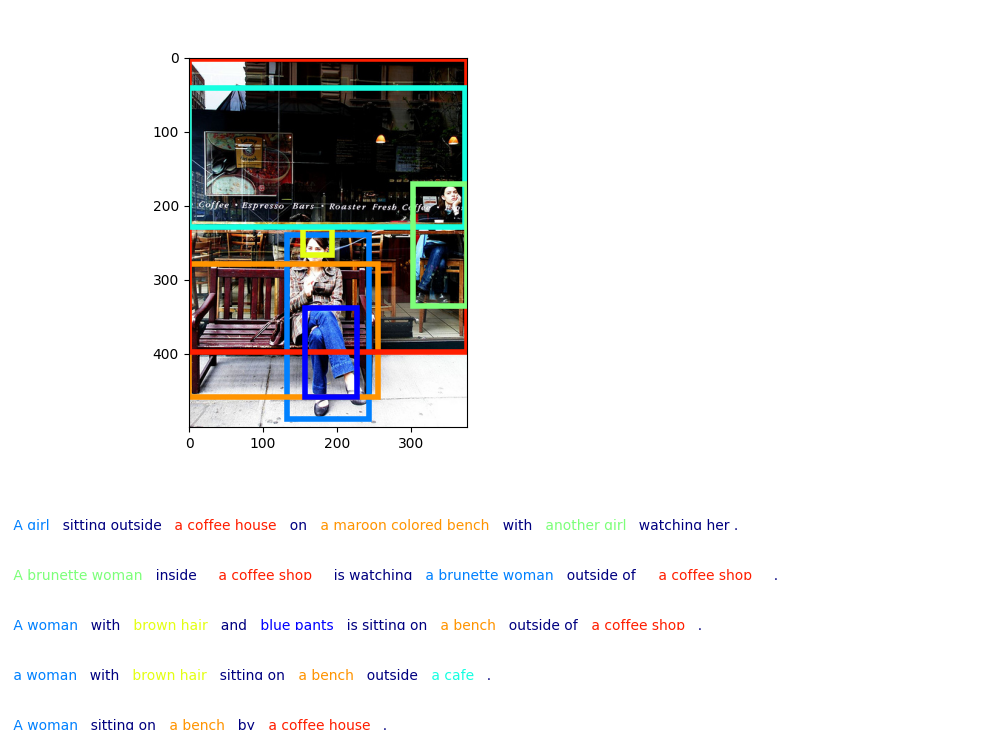 0
100
200
300
400
0 100 200 300
Coffee • Espresso Bars • Roaster Fresh Coffee •
A girl sitting outside a coffee house on a maroon colored bench with another girl watching her .
A brunette woman inside a coffee shop is watching a brunette woman outside of a coffee shop .
A woman with brown hair and blue pants is sitting on a bench outside of a coffee shop .
a woman with brown hair sitting on a bench outside a cafe .
A woman sitting on a bench by a coffee house .